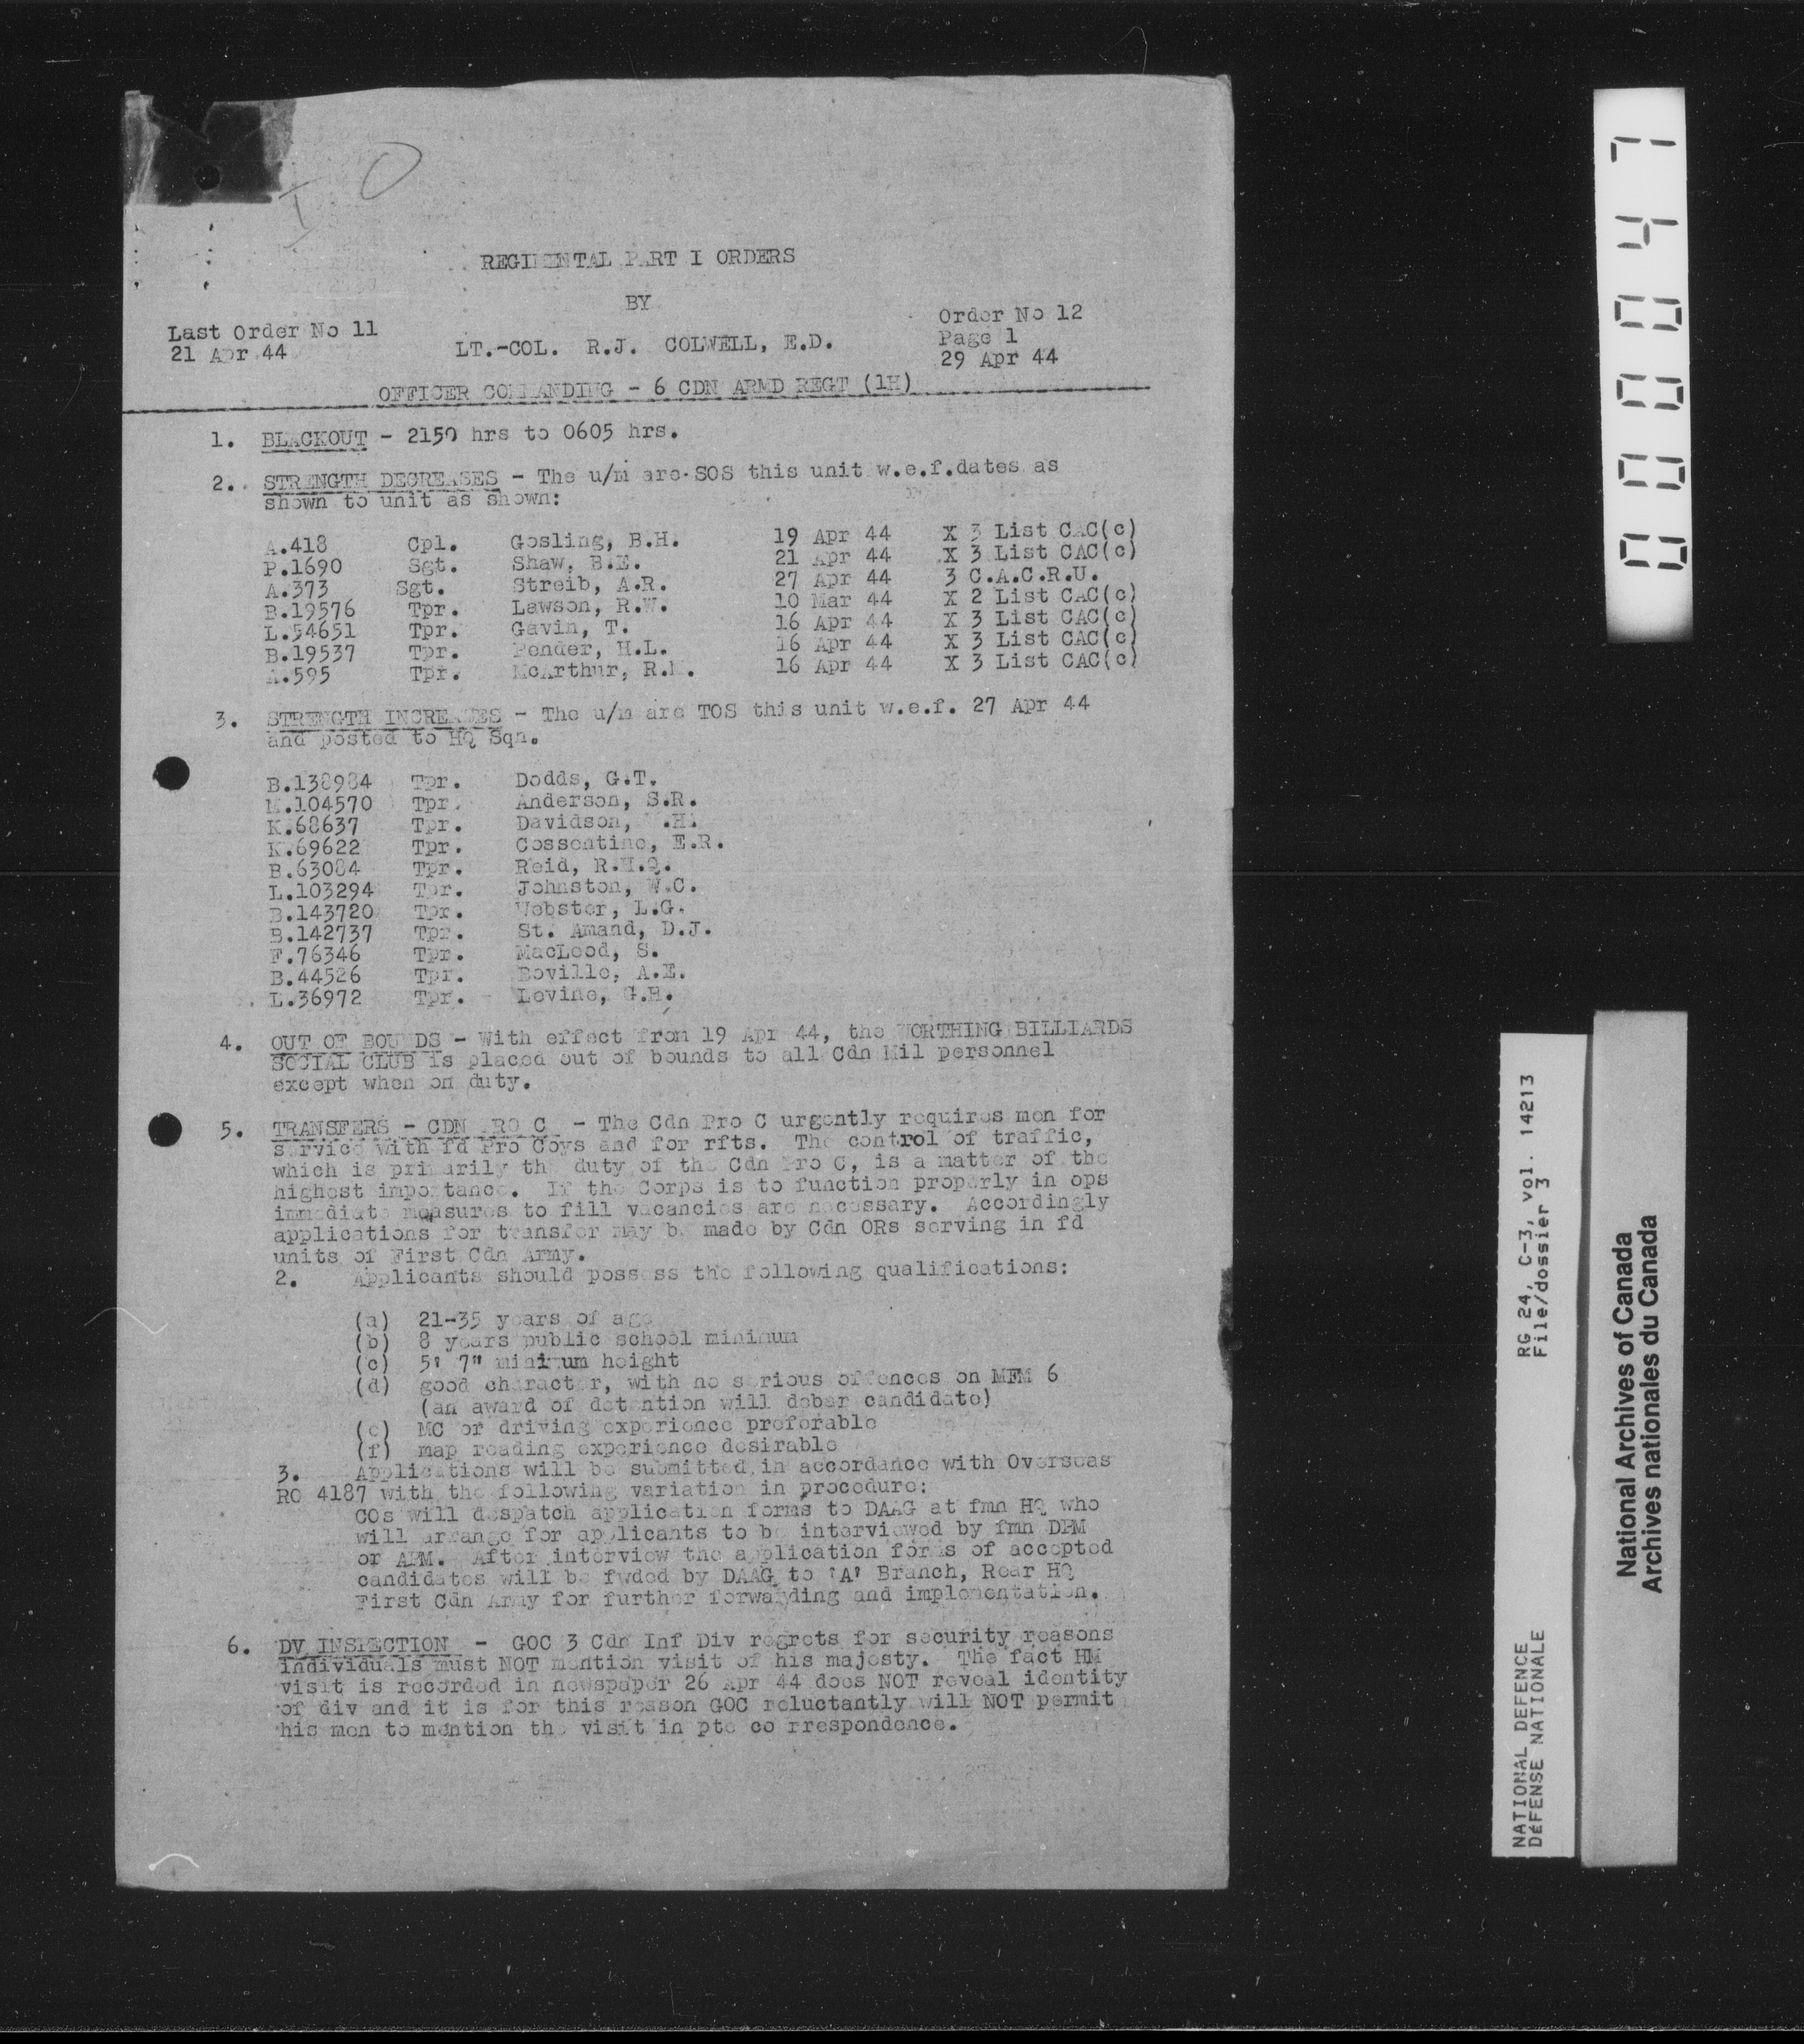 I O
REGIMENTAL PART I ORDERS
BY
Last Order No 11
21 Apr 44
LT.-COL. R.J. COLWELL, E.D.
Order No 12
Page 1
29 Apr 44
OFFICER COMMANDING - 6 CDN ARMD REGT (1H)
1. BLACKOUT - 2150 hrs to 0605 hrs.
2. STRENGTH DECREASES - The u/m are SOS this unit w.e.f.dates as
shown to unit as shown:
A.418 Cpl. Gosling, B.H. 19 Apr 44 X 3 List CAC(c)
P.1690 Sgt. Shaw, B.E. 21 Apr 44 X 3 List CAC(c)
A.373 Sgt. Streib, A.R. 27 Apr 44 3 C.A.C.R.U.
B.19576 Tpr. Lawson, R.W. 10 Mar 44 X 2 List CAC(c)
L.54651 Tpr. Gavin, T. 16 Apr 44 X 3 List CAC(c)
B.19537 Tpr. Pender, H.L. 16 Apr 44 X 3 List CAC(c)
A.595 Tpr. McArthur, 16 Apr 44 X 3 List CAC(c)
3. STRENGTH INCREASES - The u/m are TOS this unit w.e.f. 27 Apr 44
and posted to HQ Sqn.
B.138984 Tpr. Dodds, G.T.
M.104570 Tpr. Anderson, S.R.
K.68637 Tpr. Davidson, .H.
K.69622 Tpr. Cossentine, E.R.
B.63084 Tpr. Reid, R.H.Q.
L.103294 Tpr. Johnston, W.C.
B.143720 Tpr. Webster, L.G.
B.142737 Tpr. St. Amand, D.J.
F.76346 Tpr. MacLeod, S.
B.44526 Tpr. Boville, A.E.
L.36972 Tpr. Levine, G.H.
4. OUT OF BOUNDS - With effect from 19 Apr 44, the WORTHING BILLIARDS
SOCIAL CLUB is placed out of bounds to all Cdn Mil personnel
except when on duty.
5. TRANSFERS - CDN PRO C - The Cdn Pro C urgently requires men for
service with fd Pro Coys and for rfts. The control of traffic,
which is primarily the duty of the Cdn Pro C, is a matter of the
highest importance. If the Corps is to function properly in ops
immediate measures to fill vacancies are necessary. Accordingly
applications for transfer may be made by Cdn ORs serving in fd
units of First Cdn Army.
2. Applicants should possess the following qualifications:
(a) 21-35 years of age
(b) 8 years public school minimum
(c) 5' 7" minimum height
(d) good character, with no serious offences on MFM 6
(an award of detention will debar candidate)
(e) MC or driving experience preferable
(f) map reading experience desirable
3. Applications will be submitted in accordance with Overseas
RO 4187 with the following variation in procedure:
COs will despatch application forms to DAAG at fmn HQ who
will arrange for applicants to be interviewed by fmn DPM
or APM. After interview the application forms of accepted
candidates will be fwded by DAAG to 'A' Branch, Rear HQ
First Cdn Army for further forwarding and implementation.
6. DV INSPECTION - GOC 3 Cdn Inf Div regrets for security reasons
individuals must NOT mention visit of his majesty. The fact HM
visit is recorded in newspaper 26 Apr 44 does NOT reveal identity
of div and it is for this reason GOC reluctantly will NOT permit
his men to mention the visit in pte co rrespondence.
000047
NATIONAL DEFENCE RG 24, C-3, vol. 14213
DÉFENSE NATIONALE File/dossier 3
National Archives of Canada
Archives nationales du Canada